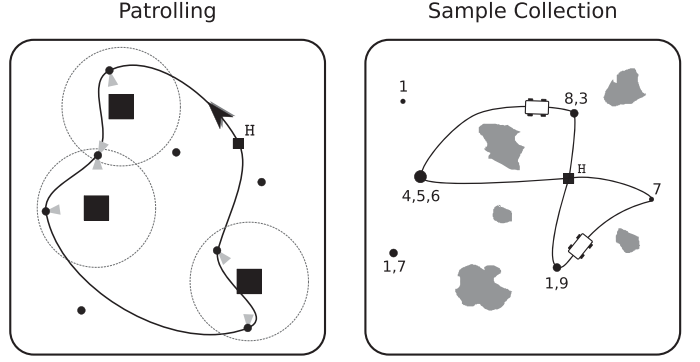 Patrolling
H
Sample Collection
1
8,3
H
4,5,6
7
1,7
1,9